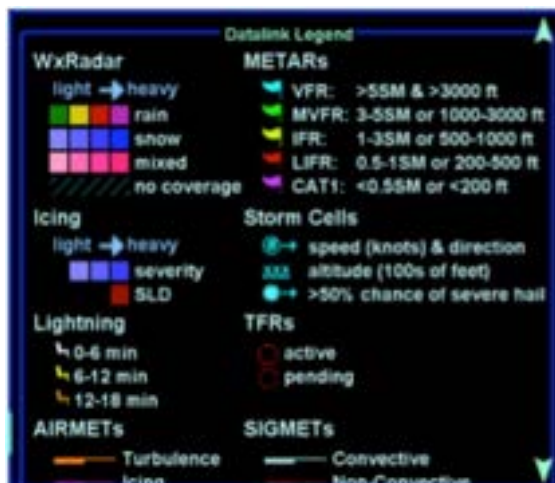 Datalink Legend
WxRadar
light heavy
rain
snow
mixed
no coverage
METARs
VFR: >5SM & >3000 ft
MVFR: 3-5SM or 1000-3000 ft
IFR: 1-3SM or 500-1000 ft
LIFR: 0.5-1SM or 200-500 ft
CAT1: <0.5SM or <200 ft
Icing
light heavy
severity
SLD
Storm Cells
speed (knots) & direction
xxx altitude (100s of feet)
>50% chance of severe hail
Lightning
0-6 min
6-12 min
12-18 min
TFRs
active
pending
AIRMETs
Turbulence
Icing
SIGMETs
Convective
Non-Convective